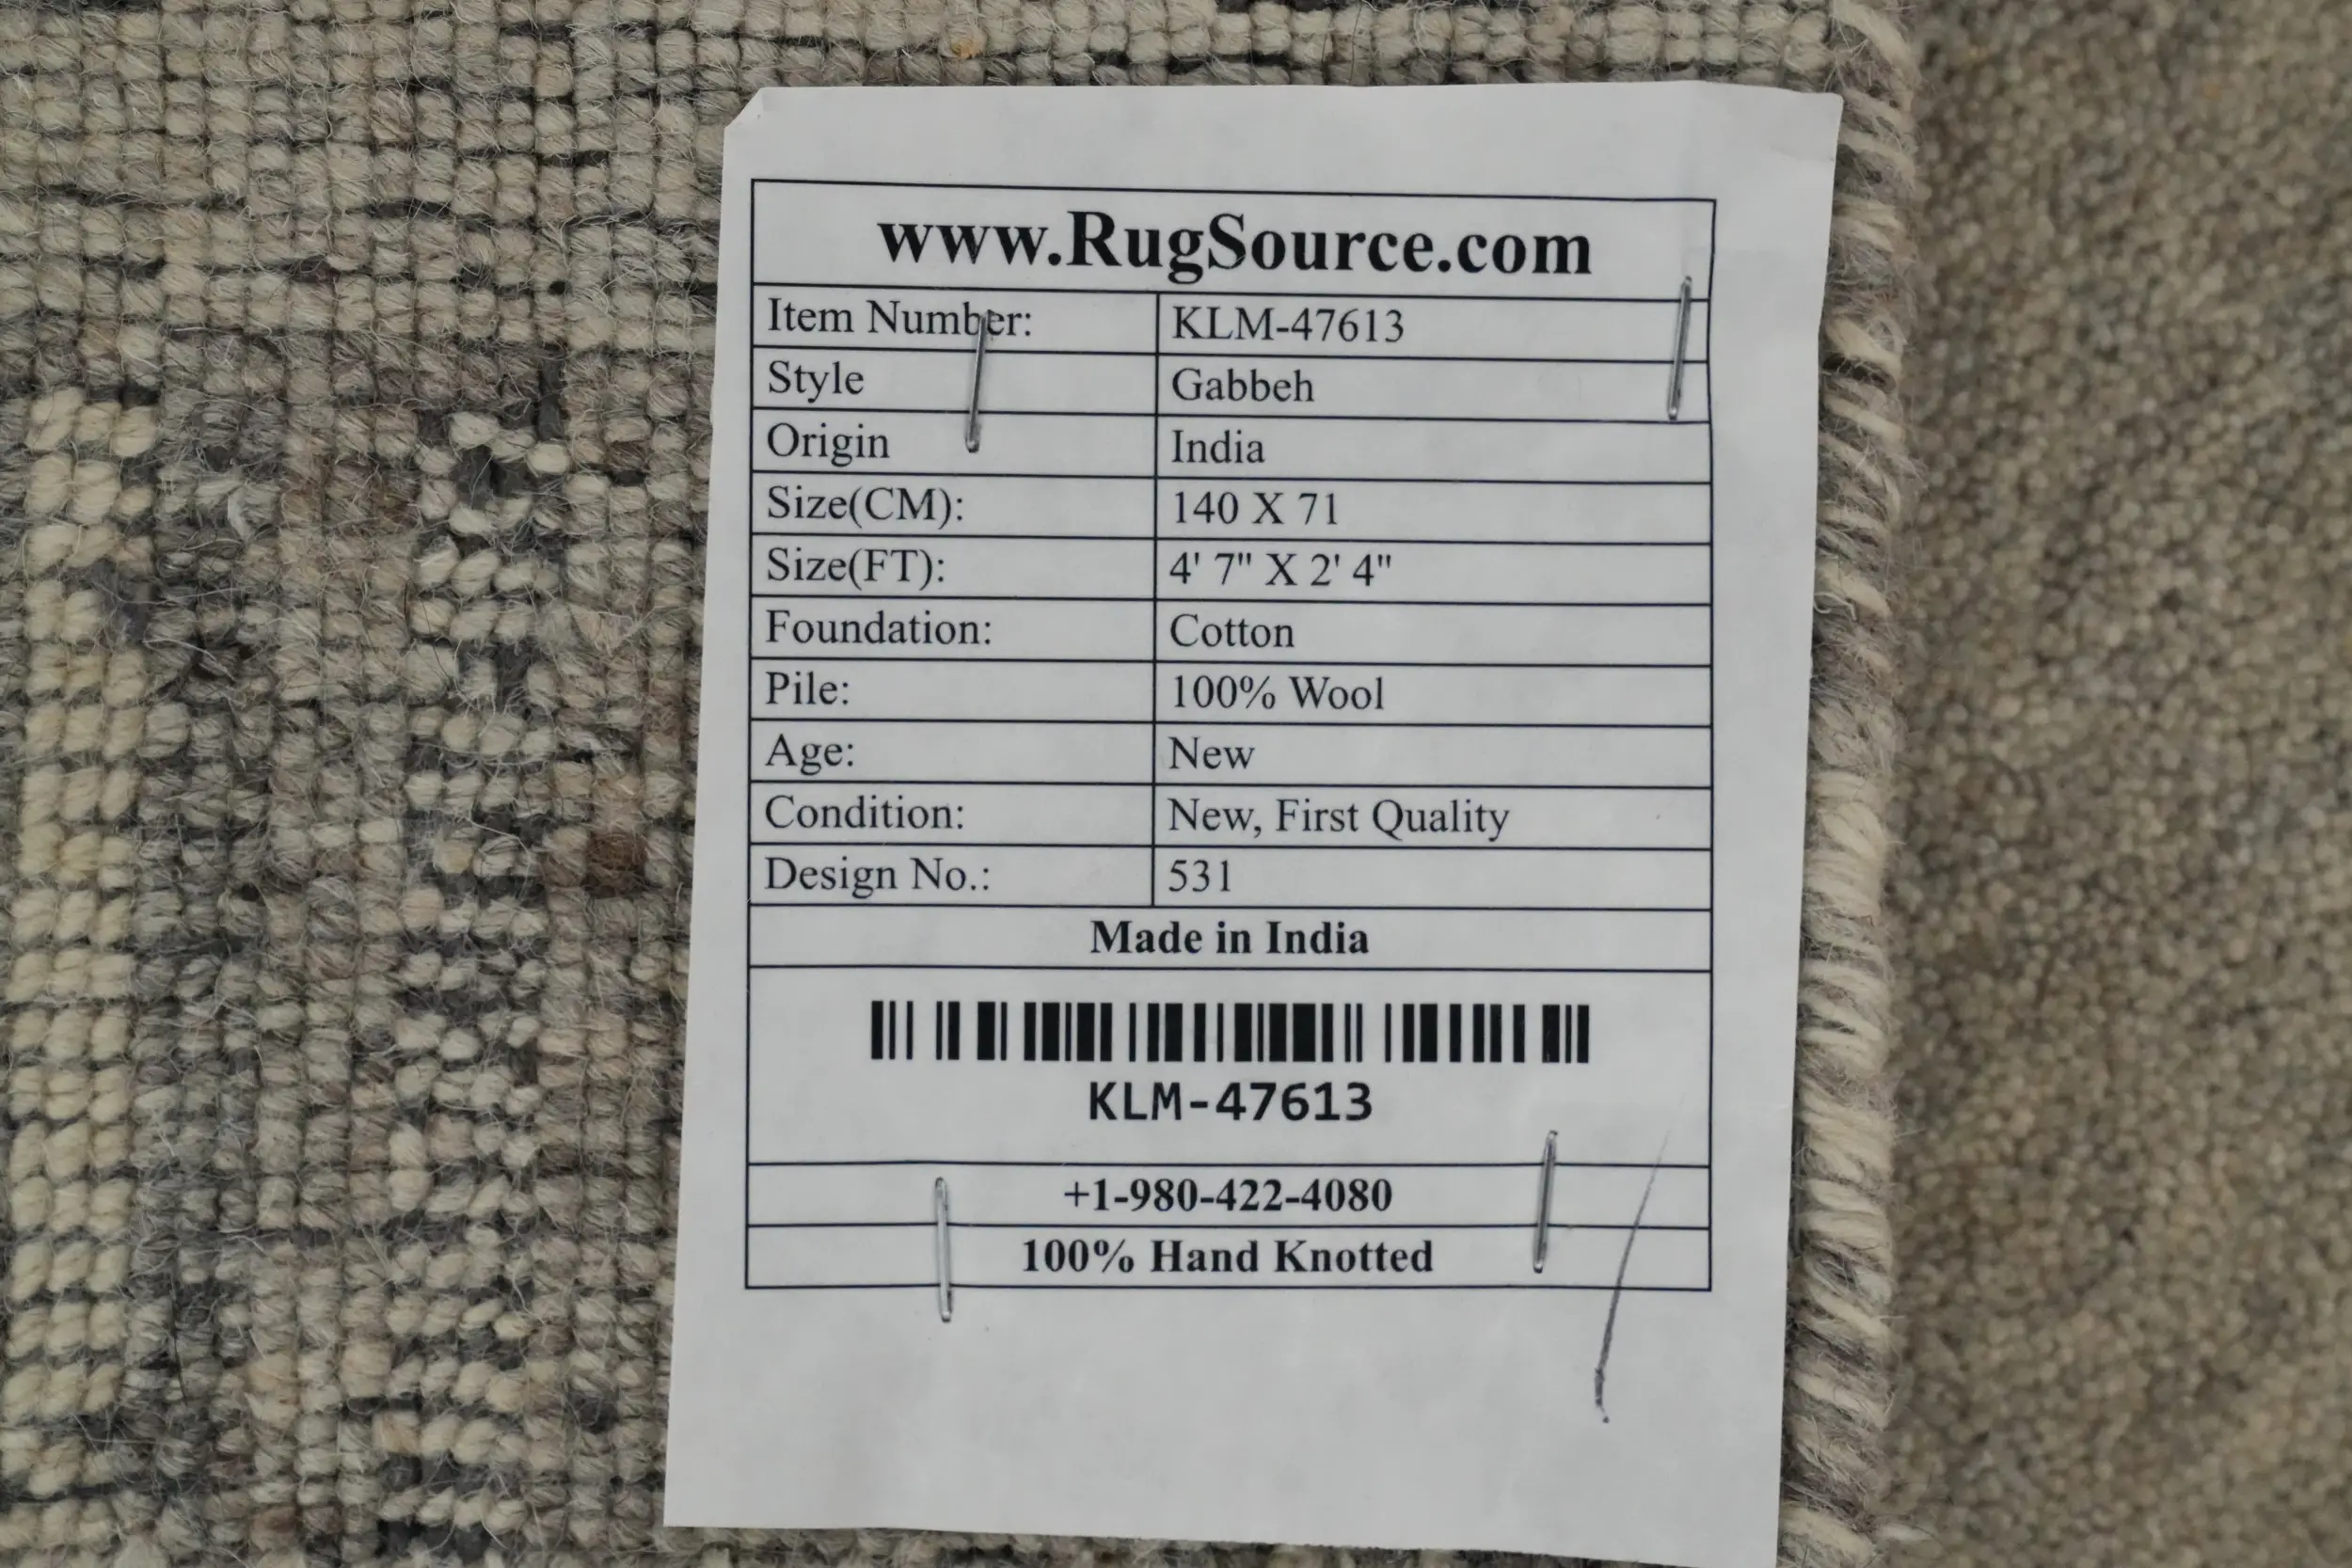 www.RugSource.com
Item Number: KLM-47613
Style Gabbeh
Origin India
Size(CM): 140 X 71
Size(FT): 4' 7" X 2' 4"
Foundation: Cotton
Pile: 100% Wool
Age: New
Condition: New, First Quality
Design No.: 531
Made in India
KLM-47613
+1-980-422-4080
100% Hand Knotted